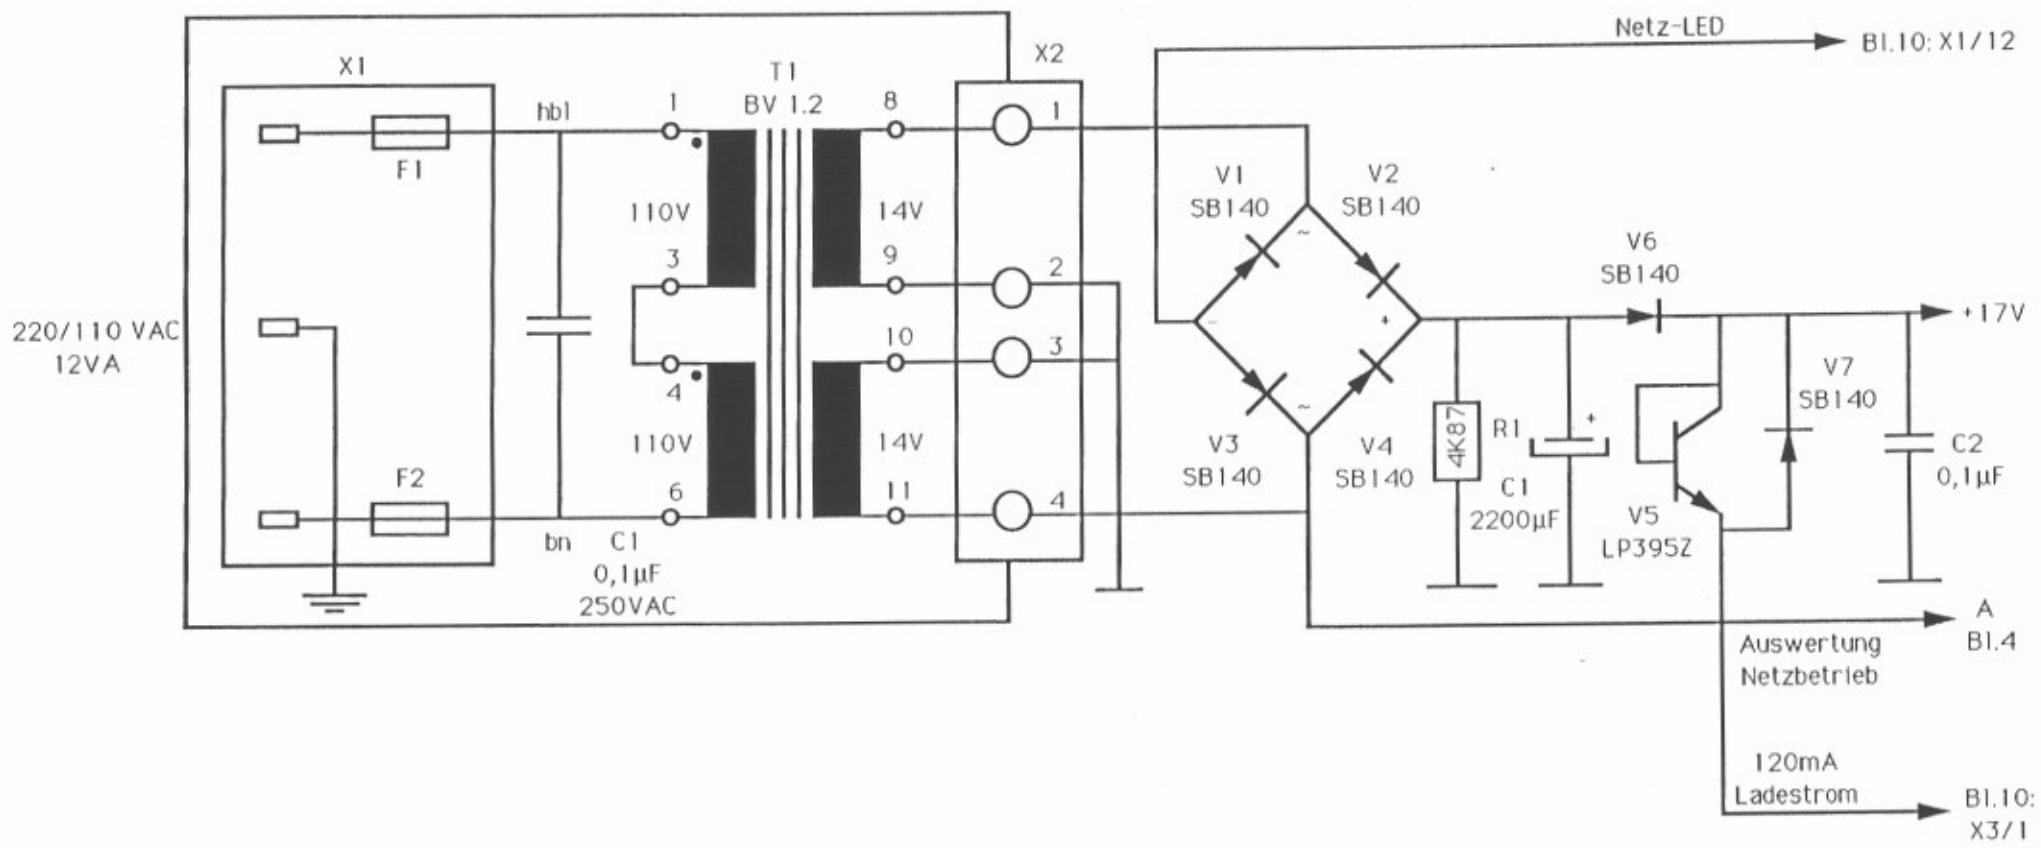 Netz-LED
Bl.10: X1/12
X1
T1
BV 1.2
X2
hbl
1
8
1
F1
110V
14V
V1
SB140
V2
SB140
3
9
2
V6
SB140
+17V
220/110 VAC
12VA
10
3
4
V7
SB140
110V
14V
V3
SB140
V4
SB140
4K87
R1
+
C1
2200µF
C2
0,1µF
F2
6
11
4
V5
LP395Z
bn
C1
0,1µF
250VAC
~
-
+
~
A
Bl.4
Auswertung
Netzbetrieb
120mA
Ladestrom
Bl.10:
X3/1